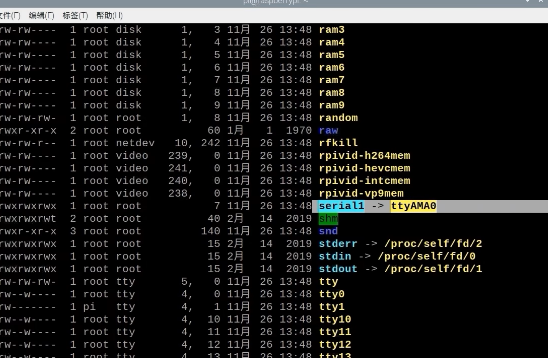 文件(F) 编辑(E) 标签(T) 帮助(H)
rw-rw---- 1 root disk 1, 3 11月 26 13:48 ram3
rw-rw---- 1 root disk 1, 4 11月 26 13:48 ram4
rw-rw---- 1 root disk 1, 5 11月 26 13:48 ram5
rw-rw---- 1 root disk 1, 6 11月 26 13:48 ram6
rw-rw---- 1 root disk 1, 7 11月 26 13:48 ram7
rw-rw---- 1 root disk 1, 8 11月 26 13:48 ram8
rw-rw---- 1 root disk 1, 9 11月 26 13:48 ram9
rw-rw-rw- 1 root root 1, 8 11月 26 13:48 random
rwxr-xr-x 2 root root 60 1月 1 1970 raw
rw-rw-r-- 1 root netdev 10, 242 11月 26 13:48 rfkill
rw-rw---- 1 root video 239, 0 11月 26 13:48 rpivid-h264mem
rw-rw---- 1 root video 241, 0 11月 26 13:48 rpivid-hevcmem
rw-rw---- 1 root video 240, 0 11月 26 13:48 rpivid-intcmem
rw-rw---- 1 root video 238, 0 11月 26 13:48 rpivid-vp9mem
rwxrwxrwx 1 root root 7 11月 26 13:48 serial1 -> ttyAMA0
rwxrwxrwt 2 root root 40 2月 14 2019 shm
rwxr-xr-x 3 root root 140 11月 26 13:48 snd
rwxrwxrwx 1 root root 15 2月 14 2019 stderr -> /proc/self/fd/2
rwxrwxrwx 1 root root 15 2月 14 2019 stdin -> /proc/self/fd/0
rwxrwxrwx 1 root root 15 2月 14 2019 stdout -> /proc/self/fd/1
rw-rw-rw- 1 root tty 5, 0 11月 26 13:48 tty
rw--w---- 1 root tty 4, 0 11月 26 13:48 tty0
rw------- 1 pi tty 4, 1 11月 26 13:48 tty1
rw--w---- 1 root tty 4, 10 11月 26 13:48 tty10
rw--w---- 1 root tty 4, 11 11月 26 13:48 tty11
rw--w---- 1 root tty 4, 12 11月 26 13:48 tty12
rw--w---- 1 root tty 4, 13 11月 26 13:48 tty13